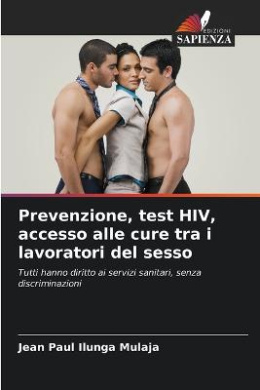 EDIZIONI
SAPIENZA
Prevenzione, test HIV,
accesso alle cure tra i
lavoratori del sesso
Tutti hanno diritto ai servizi sanitari, senza
discriminazioni
Jean Paul Ilunga Mulaja